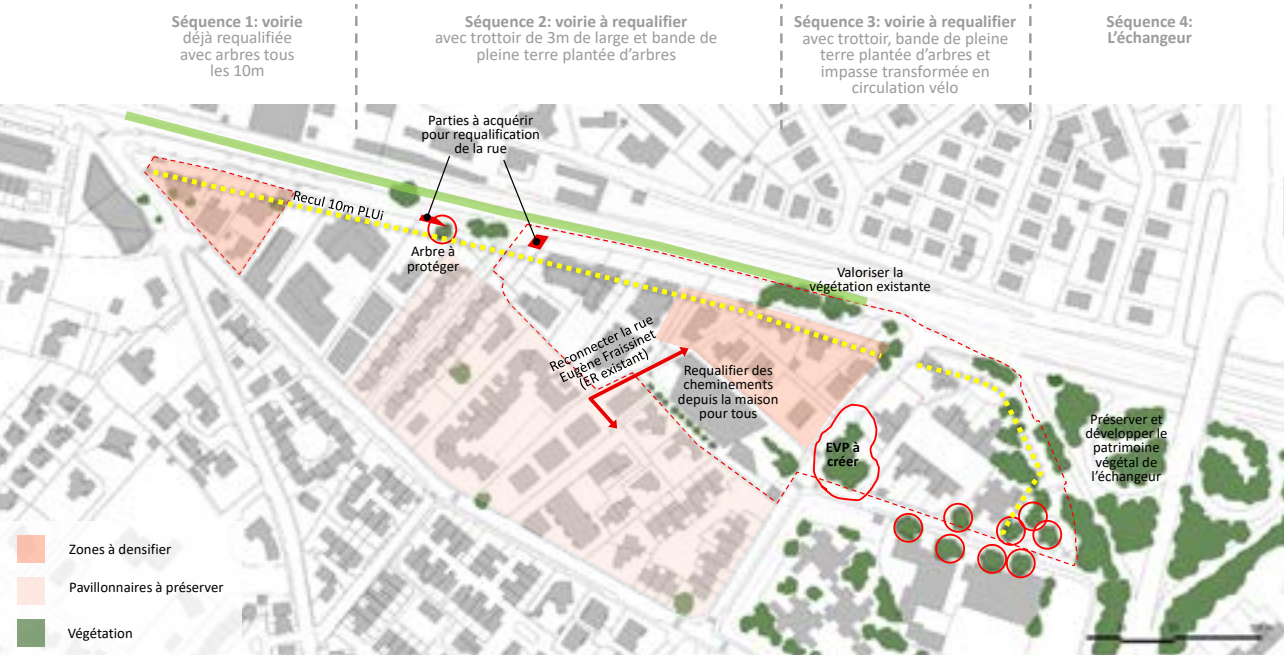 Séquence 1: voirie
déjà requalifiée
avec arbres tous
les 10m
Séquence 2: voirie à requalifier
avec trottoir de 3m de large et bande de
pleine terre plantée d'arbres
Séquence 3: voirie à requalifier
avec trottoir, bande de pleine
terre plantée d'arbres et
impasse transformée en
circulation vélo
Séquence 4:
L'échangeur
Parties à acquérir
pour requalification
de la rue
Recul 10m PLUi
Arbre à
protéger
Valoriser la
végétation existante
Reconnecter la rue
Eugène Fraissinet
(ER existant)
Requalifier des
cheminements
depuis la maison
pour tous
EVP à
créer
Préserver et
développer le
patrimoine
végétal de
l'échangeur
Zones à densifier
Pavillonnaires à préserver
Végétation